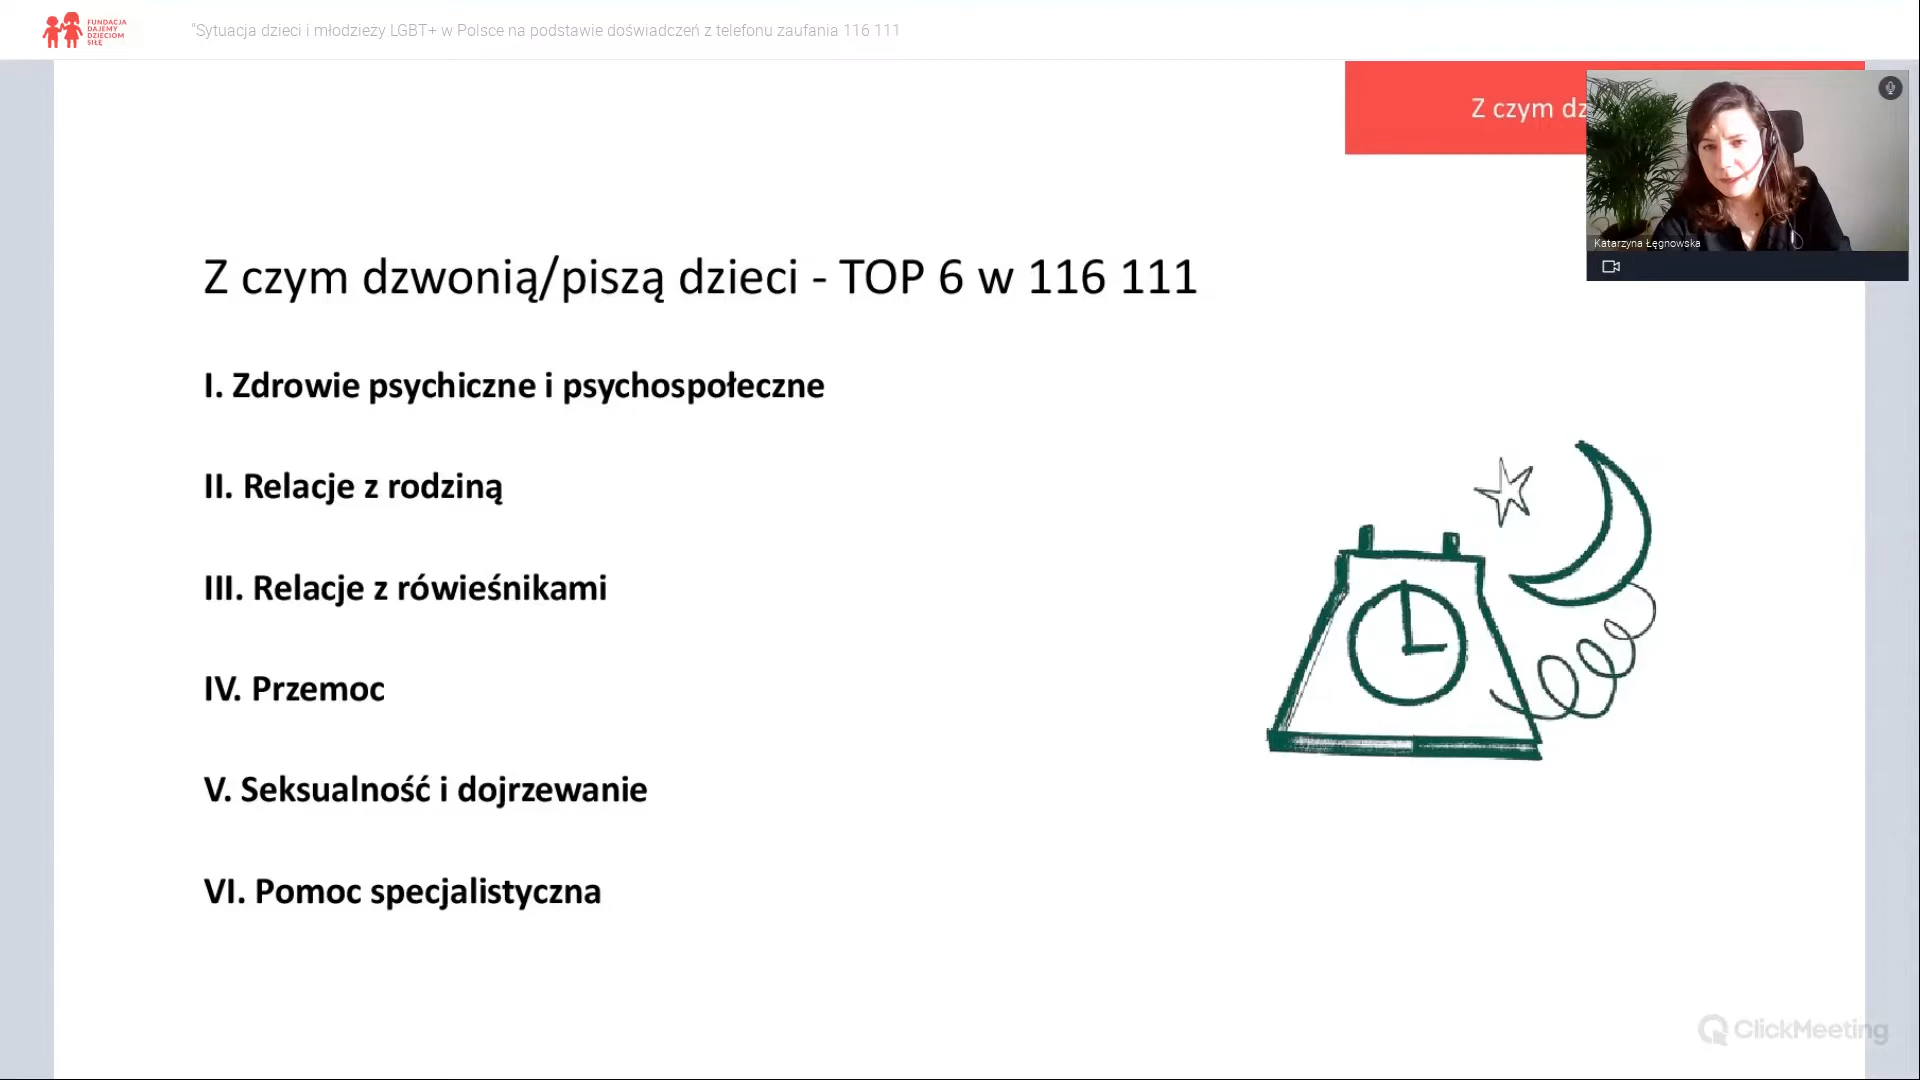 FUNDACJA
DAJEMY
DZIECIOM
SIŁĘ
"Sytuacja dzieci i młodzieży LGBT+ w Polsce na podstawie doświadczeń z telefonu zaufania 116 111
Z czym dz
Katarzyna Łęgnowska
Z czym dzwonią/piszą dzieci - TOP 6 w 116 111
I. Zdrowie psychiczne i psychospołeczne
II. Relacje z rodziną
III. Relacje z rówieśnikami
IV. Przemoc
V. Seksualność i dojrzewanie
VI. Pomoc specjalistyczna
ClickMeeting